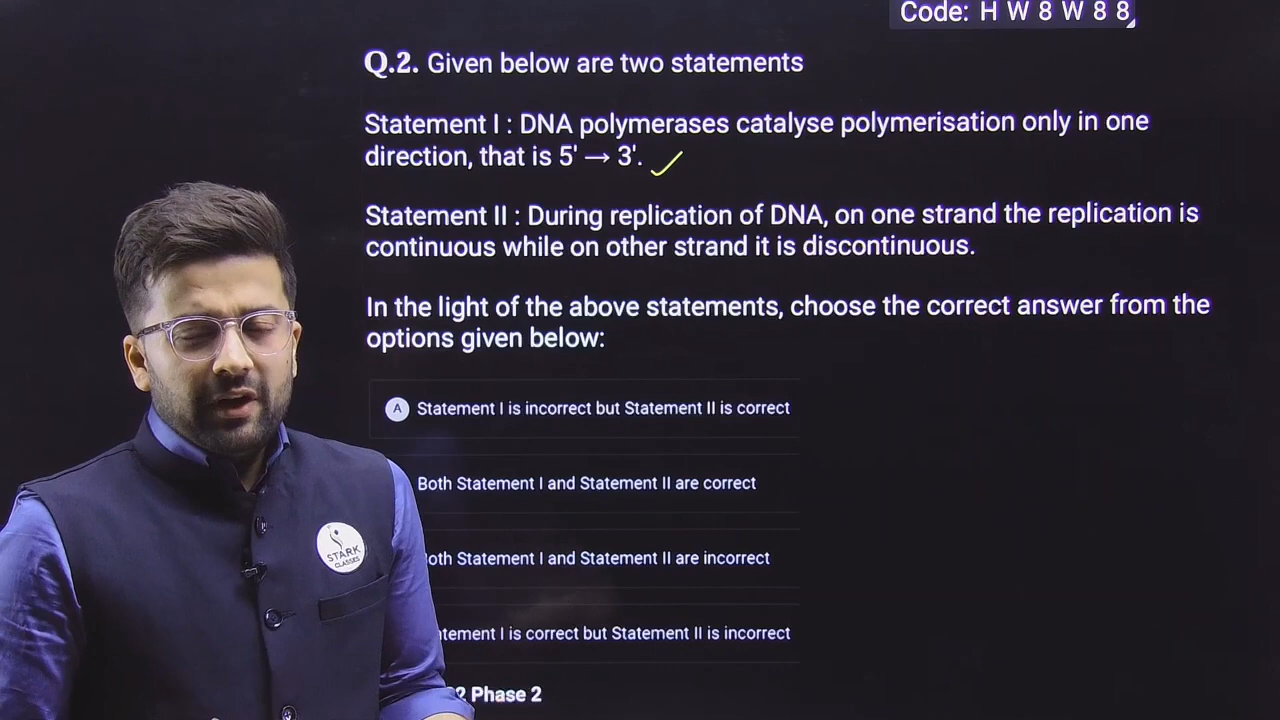 Code: H W 8 W 8 8
Q.2. Given below are two statements
Statement I : DNA polymerases catalyse polymerisation only in one
direction, that is 5' → 3'.
Statement II : During replication of DNA, on one strand the replication is
continuous while on other strand it is discontinuous.
In the light of the above statements, choose the correct answer from the
options given below:
A Statement I is incorrect but Statement II is correct
Both Statement I and Statement II are correct
Statement I and Statement II are incorrect
I is correct but Statement II is incorrect
Phase 2
STARK
CLASSES